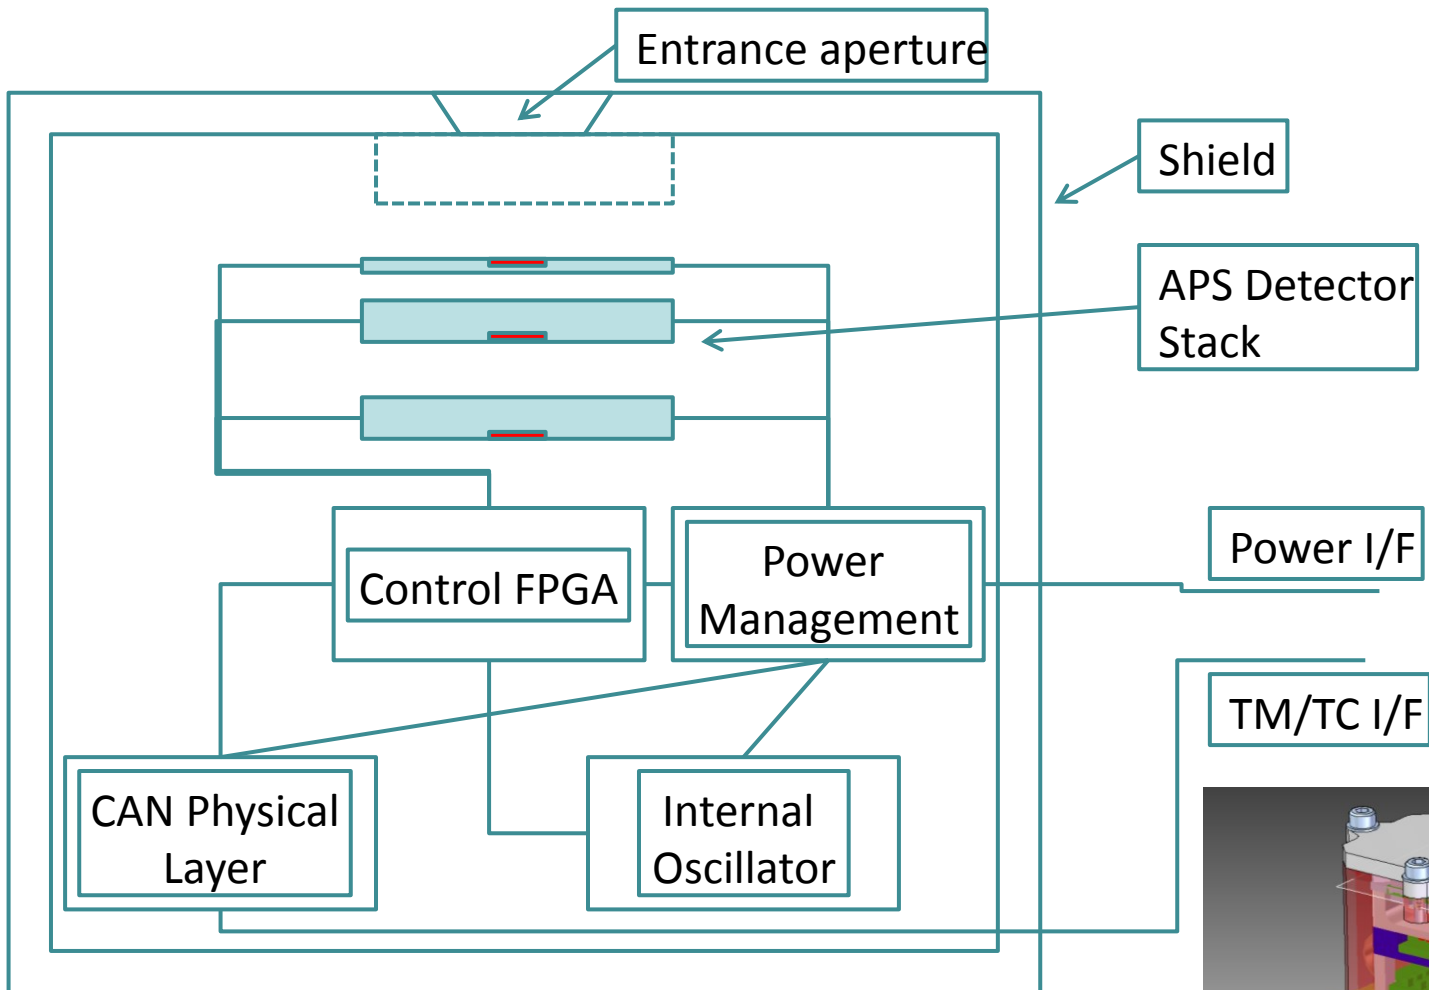 Entrance aperture
Shield
APS Detector
Stack
Power I/F
Control FPGA
Power
Management
TM/TC I/F
CAN Physical
Layer
Internal
Oscillator